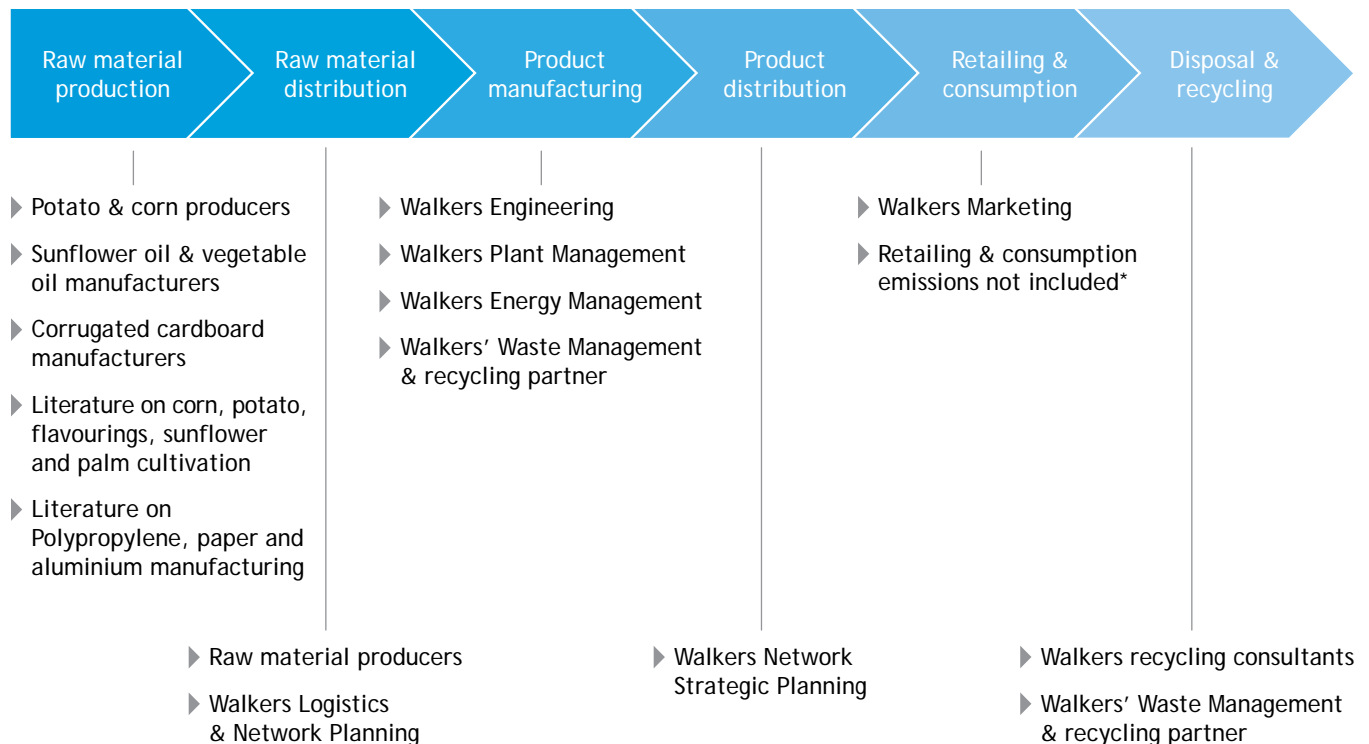 Raw material
production
Raw material
distribution
Product
manufacturing
Product
distribution
Retailing &
consumption
Disposal &
recycling
Potato & corn producers
Sunflower oil & vegetable
oil manufacturers
Corrugated cardboard
manufacturers
Literature on corn, potato,
flavourings, sunflower
and palm cultivation
Literature on
Polypropylene, paper and
aluminium manufacturing
Raw material producers
Walkers Logistics
& Network Planning
Walkers Engineering
Walkers Plant Management
Walkers Energy Management
Walkers’ Waste Management
& recycling partner
Walkers Network
Strategic Planning
Walkers Marketing
Retailing & consumption
emissions not included*
Walkers recycling consultants
Walkers’ Waste Management
& recycling partner